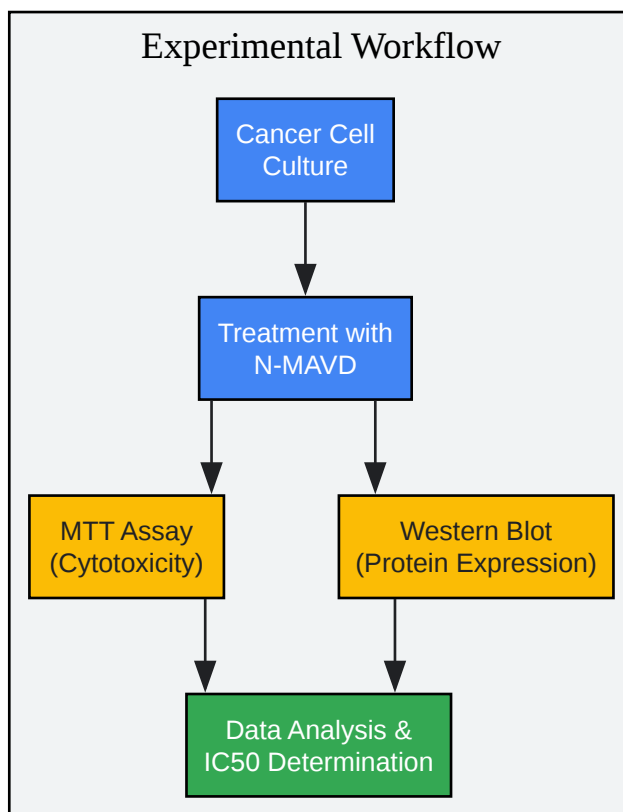 Experimental Workflow
Cancer Cell
Culture
Treatment with
N-MAVD
MTT Assay
(Cytotoxicity)
Western Blot
(Protein Expression)
Data Analysis &
IC50 Determination